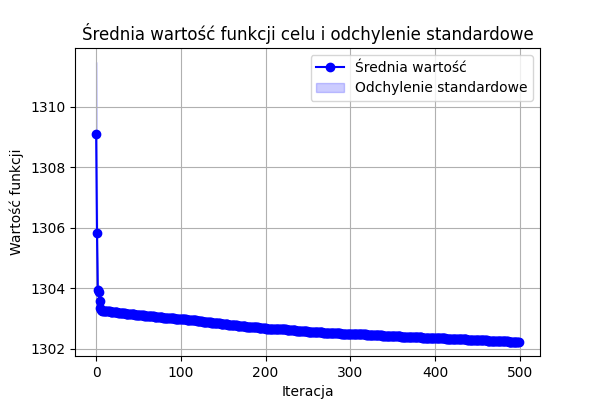 Średnia wartość funkcji celu i odchylenie standardowe
Średnia wartość
Odchylenie standardowe
Wartość funkcji
1310
1308
1306
1304
1302
0 100 200 300 400 500
Iteracja